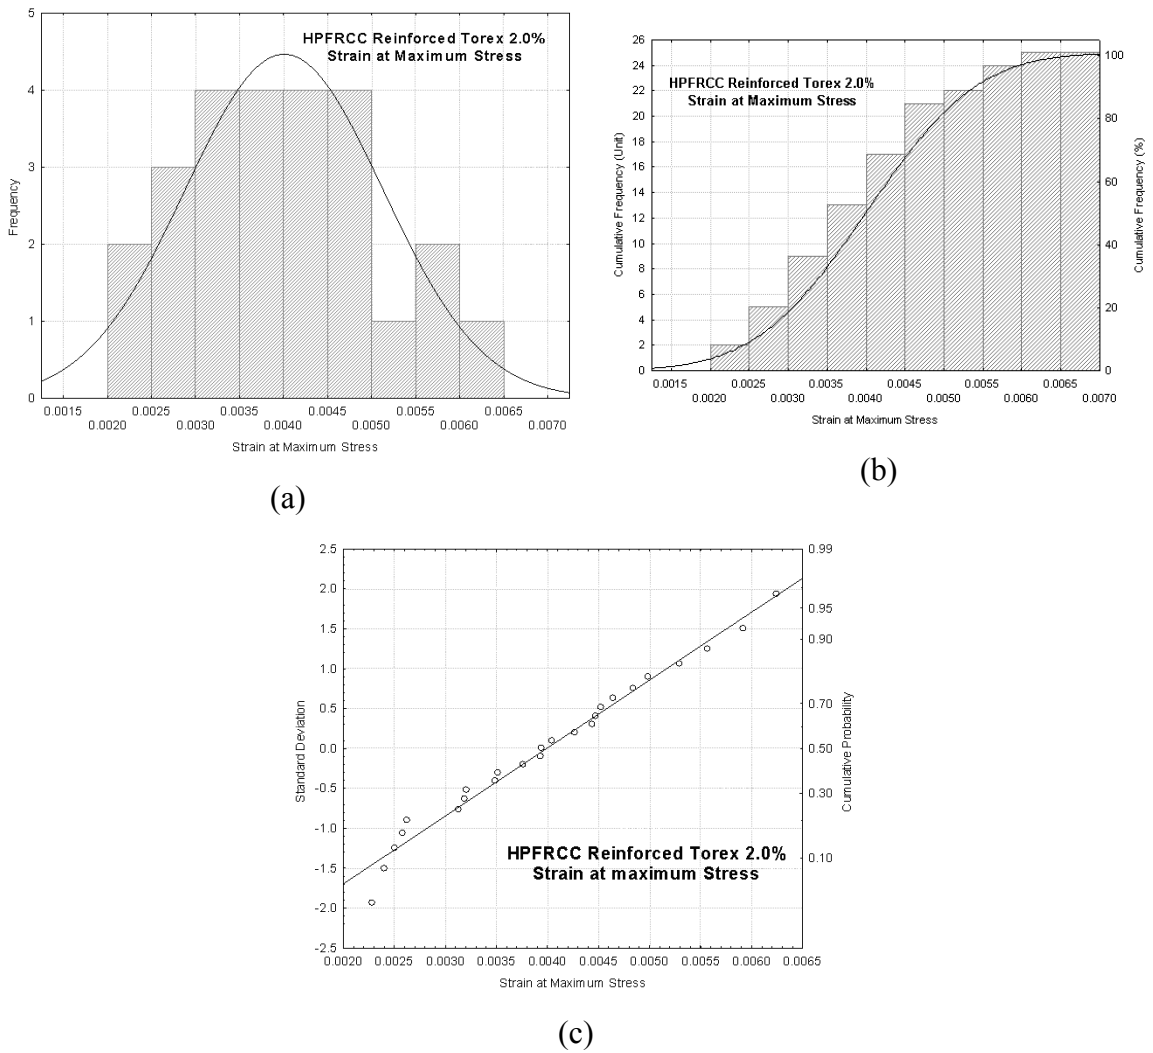 HPFRCC Reinforced Torex 2.0%
Strain at Maximum Stress
5
4
3
2
1
0
Frequency
0.0015 0.0025 0.0035 0.0045 0.0055 0.0065
0.0020 0.0030 0.0040 0.0050 0.0060 0.0070
Strain at Maximum Stress
(a)
HPFRCC Reinforced Torex 2.0%
Strain at Maximum Stress
26
24
22
20
18
16
14
12
10
8
6
4
2
0
Cumulative Frequency (Unit)
100
80
60
40
20
0
Cumulative Frequency (%)
0.0015 0.0025 0.0035 0.0045 0.0055 0.0065
0.0020 0.0030 0.0040 0.0050 0.0060 0.0070
Strain at Maximum Stress
(b)
2.5
2.0
1.5
1.0
0.5
0.0
-0.5
-1.0
-1.5
-2.0
-2.5
Standard Deviation
0.99
0.95
0.90
0.70
0.50
0.30
0.10
Cumulative Probability
HPFRCC Reinforced Torex 2.0%
Strain at maximum Stress
0.0020 0.0025 0.0030 0.0035 0.0040 0.0045 0.0050 0.0055 0.0060 0.0065
Strain at Maximum Stress
(c)